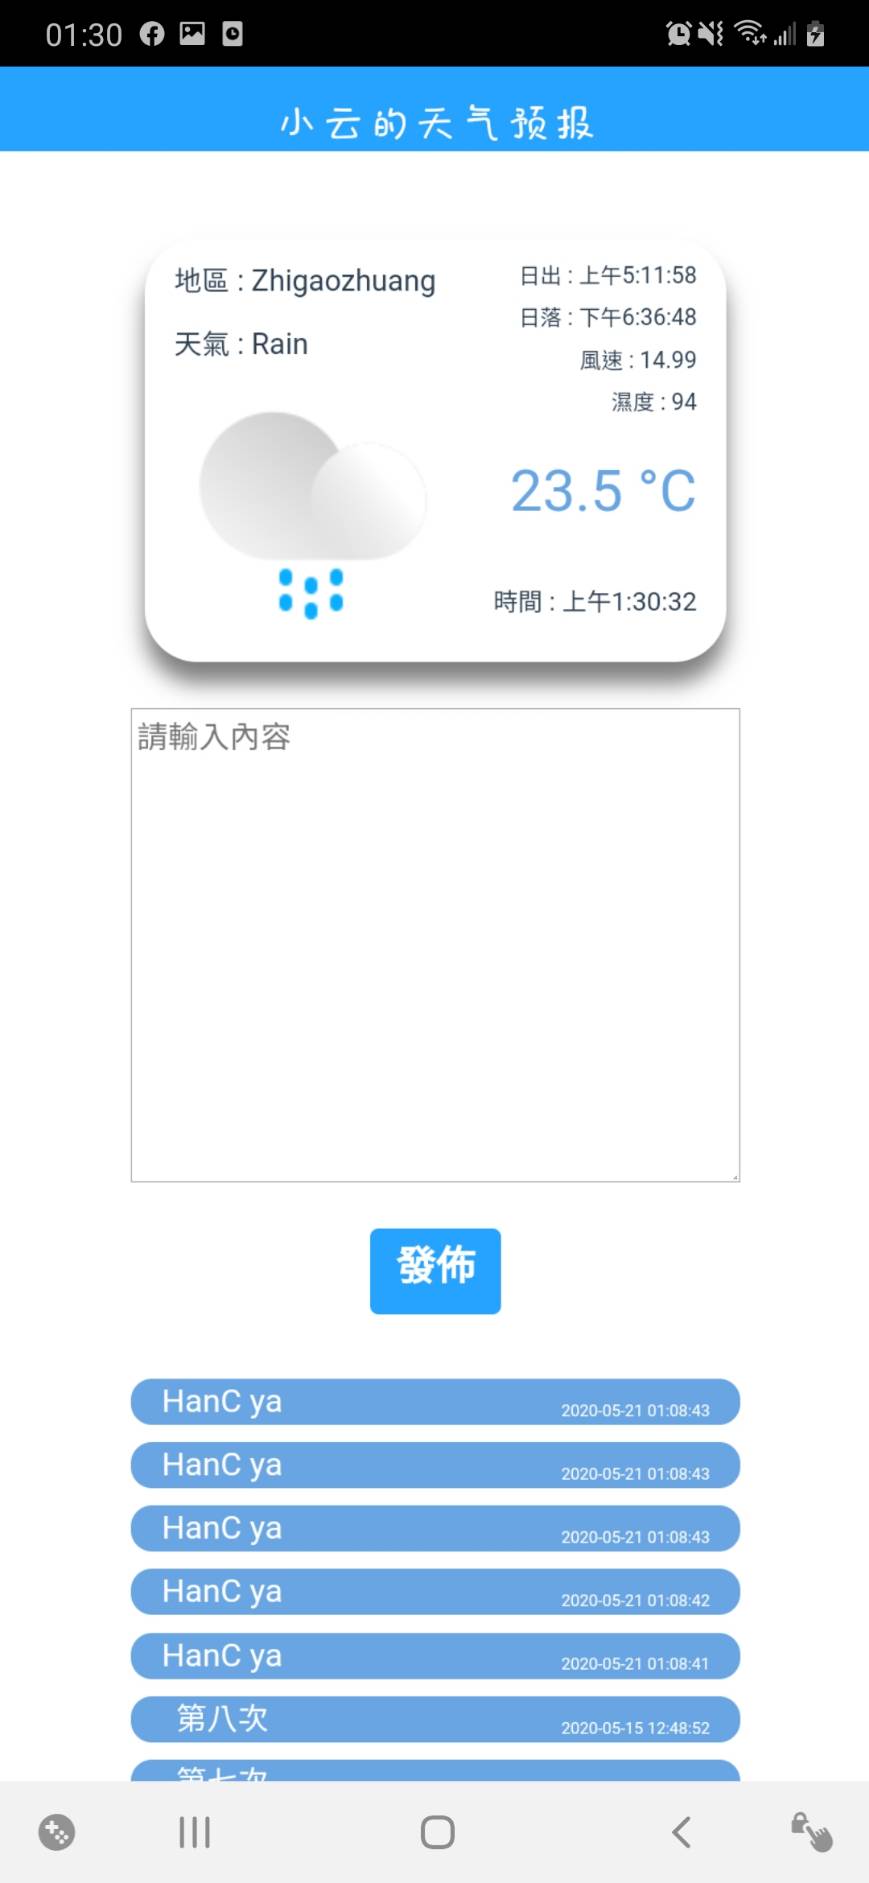 01:30
小云的天气预报
地區 : Zhigaozhuang
天氣 : Rain
日出 : 上午5:11:58
日落 : 下午6:36:48
風速 : 14.99
濕度 : 94
23.5 °C
時間 : 上午1:30:32
請輸入內容
發佈
HanC ya 2020-05-21 01:08:43
HanC ya 2020-05-21 01:08:43
HanC ya 2020-05-21 01:08:43
HanC ya 2020-05-21 01:08:42
HanC ya 2020-05-21 01:08:41
第八次 2020-05-15 12:48:52
第七次